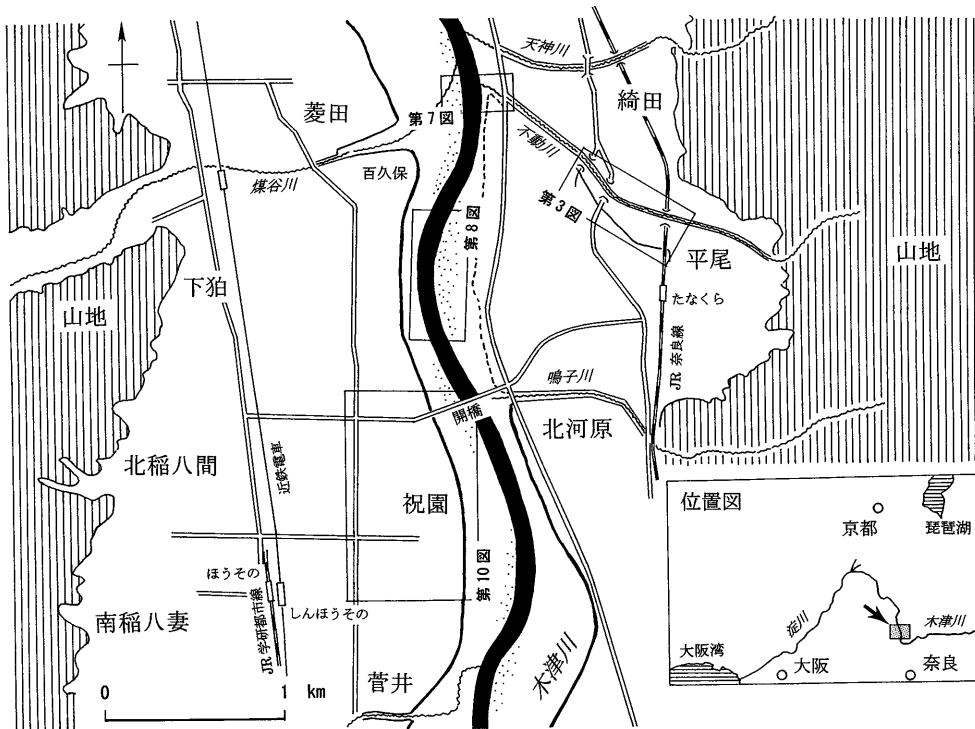 天神川
綺田
菱田
第7図
不動川
百久保
煤谷川
第3図
第8図
平尾
山地
下狛
山地
たなくら
JR 奈良線
鳴子川
開橋
北河原
北稲八間
近鉄電車
祝園
ほうその
しんほうその
第10図
南稲八妻
JR 学研都市線
木津川
菅井
0 1 km
位置図
京都
琵琶湖
淀川
木津川
大阪湾
大阪
奈良